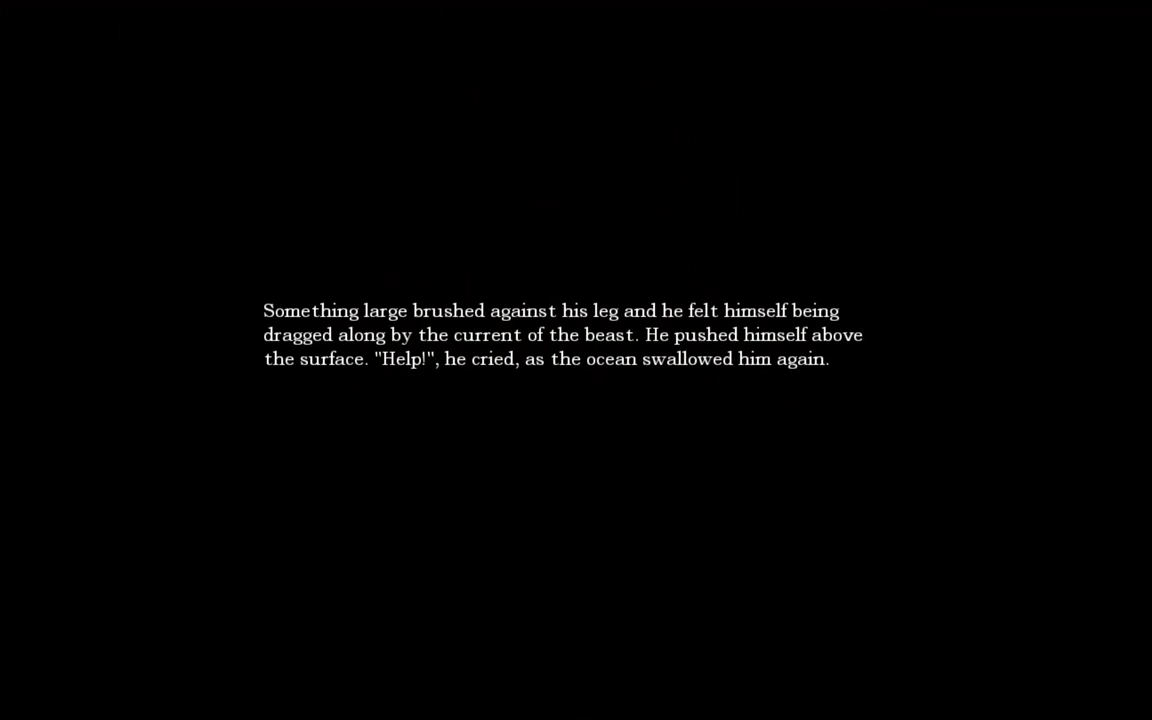 Something large brushed against his leg and he felt himself being
dragged along by the current of the beast. He pushed himself above
the surface. "Help!", he cried, as the ocean swallowed him again.